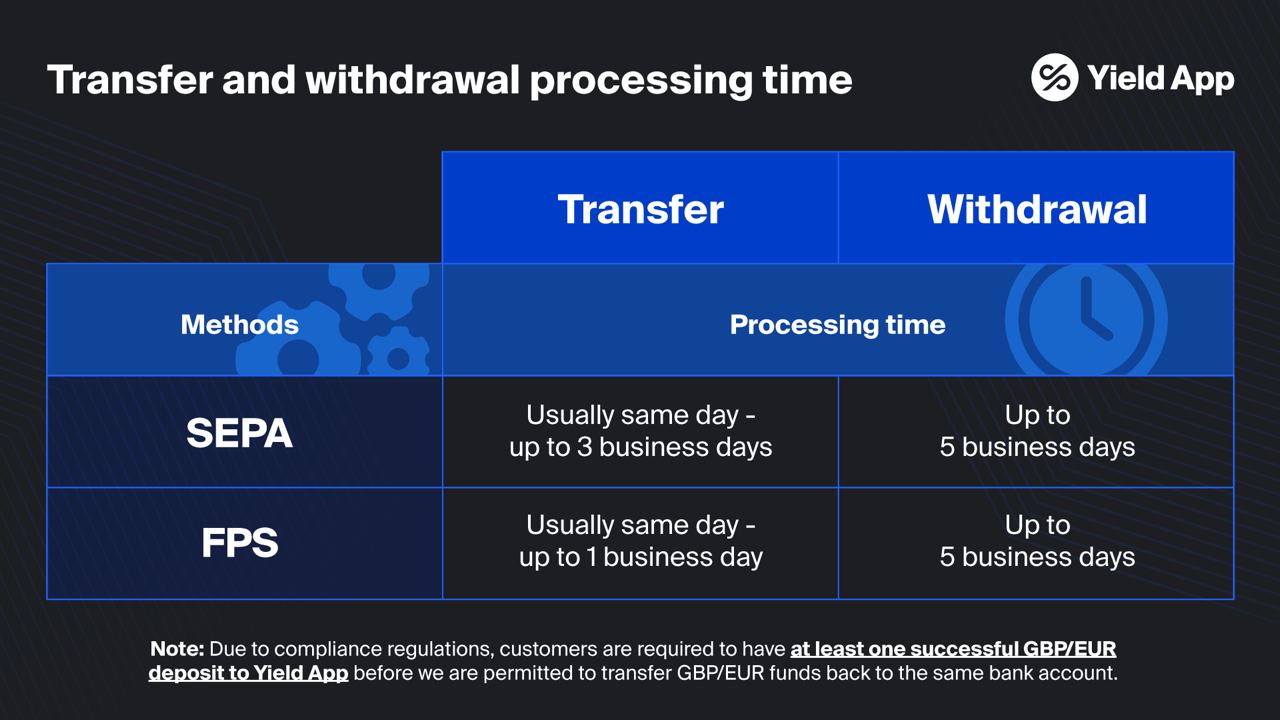 Transfer and withdrawal processing time
Yield App
Transfer
Withdrawal
Methods
Processing time
SEPA
Usually same day -
up to 3 business days
Up to
5 business days
FPS
Usually same day -
up to 1 business day
Up to
5 business days
Note: Due to compliance regulations, customers are required to have at least one successful GBP/EUR
deposit to Yield App before we are permitted to transfer GBP/EUR funds back to the same bank account.